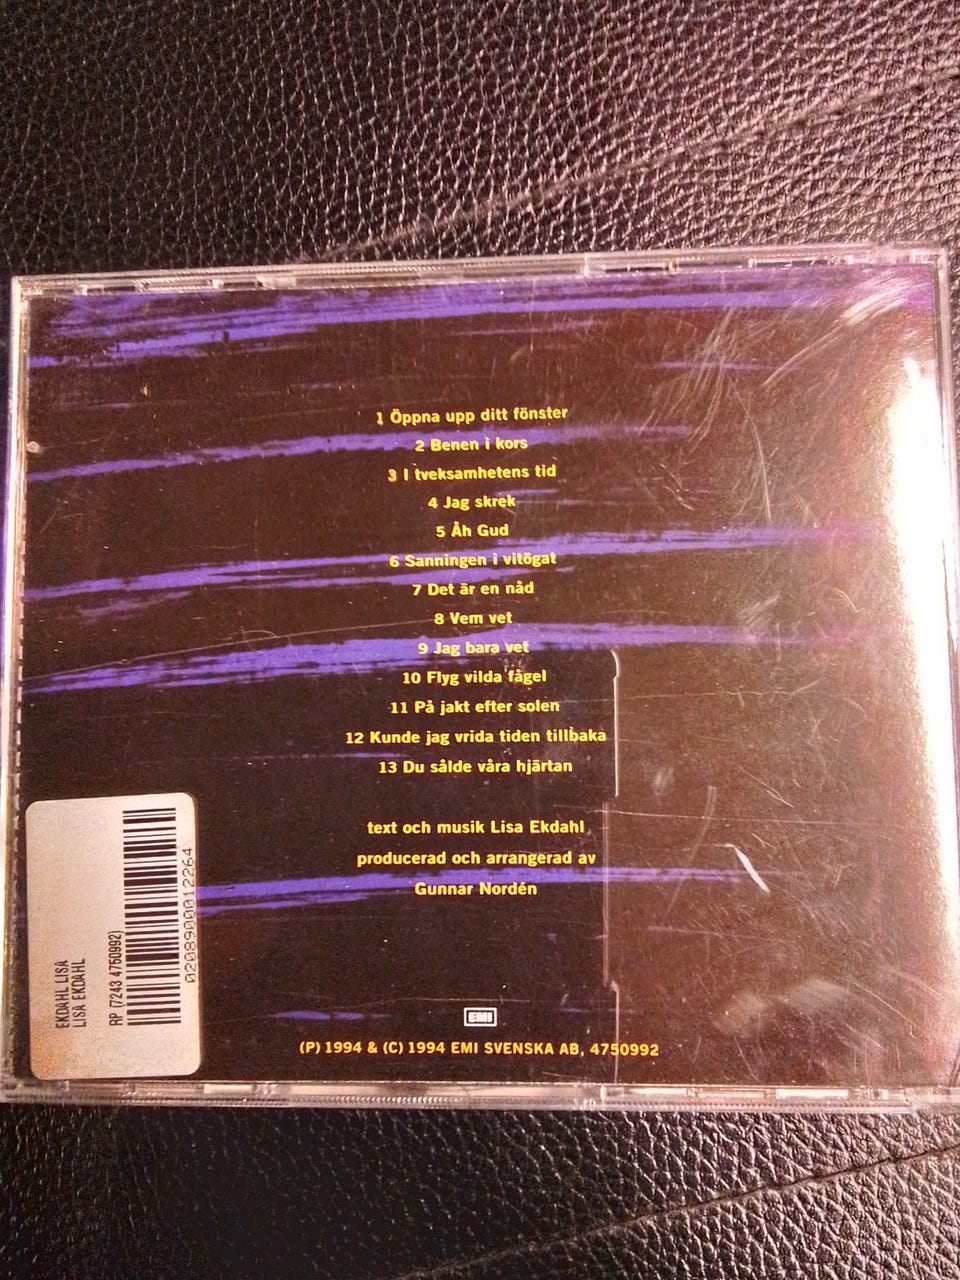 1 Öppna upp ditt fönster
2 Benen i kors
3 I tveksamhetens tid
4 Jag skrek
5 Åh Gud
6 Sanningen i vitögat
7 Det är en nåd
8 Vem vet
9 Jag bara vet
10 Flyg vilda fågel
11 På jakt efter solen
12 Kunde jag vrida tiden tillbaka
13 Du sålde våra hjärtan
text och musik Lisa Ekdahl
producerad och arrangerad av
Gunnar Nordén
EMI
(P) 1994 & (C) 1994 EMI SVENSKA AB, 4750992
EKDAHL LISA
LISA EKDAHL
RP (7243 4750992)
0208900012264